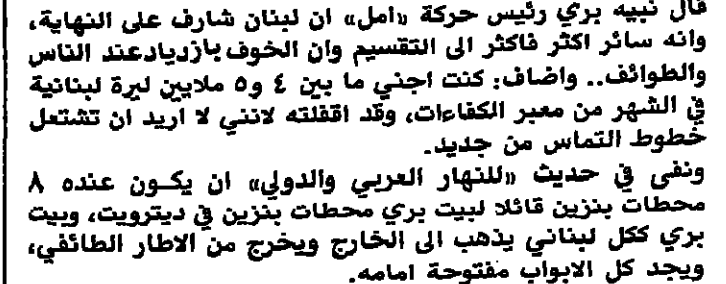 قال نبيه بري رئيس حركة «امل» ان لبنان شارف على النهاية،
وانه سائر اكثر فاكثر الى التقسيم وان الخوف بازدياد عند الناس
والطوائف.. واضاف: كنت اجني ما بين ٤ و٥ ملايين ليرة لبنانية
في الشهر من معبر الكفاءات، وقد اقفلته لانني لا اريد ان تشتعل
خطوط التماس من جديد.
ونفى في حديث «للنهار العربي والدولي» ان يكون عنده ٨
محطات بنزين قائلا لبيت بري محطات بنزين في ديترويت، وبيت
بري ككل لبناني يذهب الى الخارج ويخرج من الاطار الطائفي،
ويجد كل الابواب مفتوحة امامه.